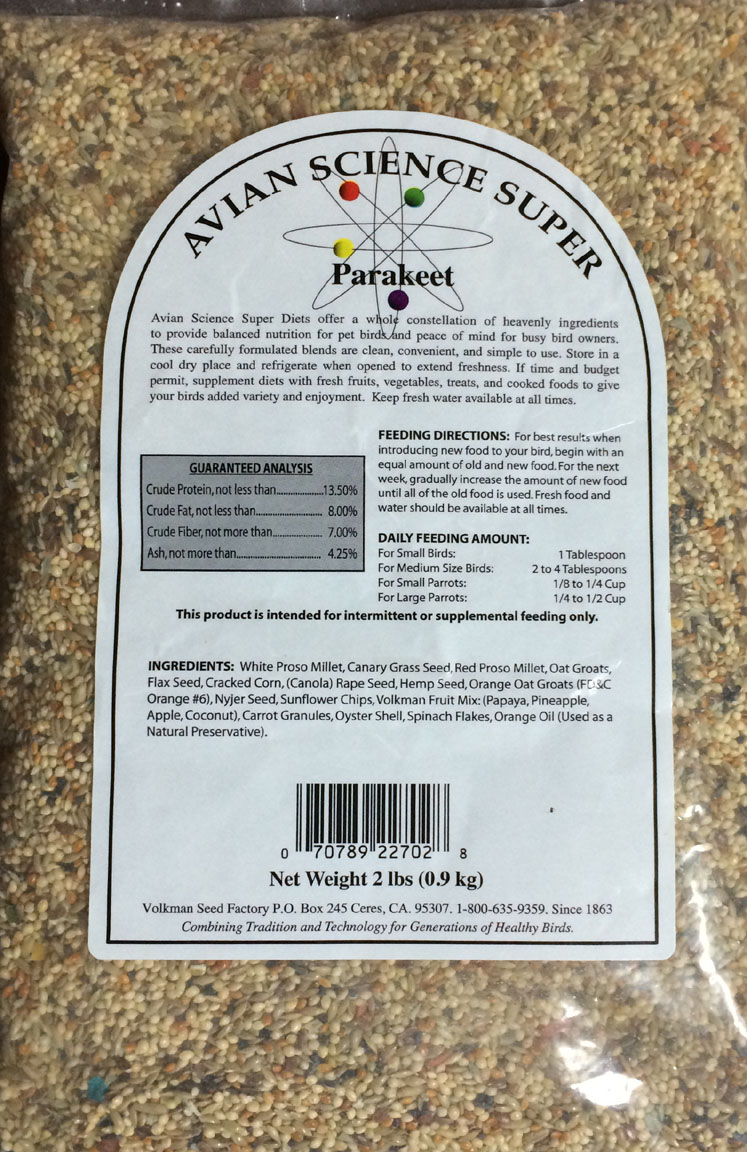 AVIAN SCIENCE SUPER
Parakeet
Avian Science Super Diets offer a whole constellation of heavenly ingredients
to provide balanced nutrition for pet birds and peace of mind for busy bird owners.
These carefully formulated blends are clean, convenient, and simple to use. Store in a
cool dry place and refrigerate when opened to extend freshness. If time and budget
permit, supplement diets with fresh fruits, vegetables, treats, and cooked foods to give
your birds added variety and enjoyment. Keep fresh water available at all times.
GUARANTEED ANALYSIS
Crude Protein, not less than....................13.50%
Crude Fat, not less than............................ 8.00%
Crude Fiber, not more than..................... 7.00%
Ash, not more than................................... 4.25%
FEEDING DIRECTIONS: For best results when
introducing new food to your bird, begin with an
equal amount of old and new food. For the next
week, gradually increase the amount of new food
until all of the old food is used. Fresh food and
water should be available at all times.
DAILY FEEDING AMOUNT:
For Small Birds: 1 Tablespoon
For Medium Size Birds: 2 to 4 Tablespoons
For Small Parrots: 1/8 to 1/4 Cup
For Large Parrots: 1/4 to 1/2 Cup
This product is intended for intermittent or supplemental feeding only.
INGREDIENTS: White Proso Millet, Canary Grass Seed, Red Proso Millet, Oat Groats,
Flax Seed, Cracked Corn, (Canola) Rape Seed, Hemp Seed, Orange Oat Groats (FD&C
Orange #6), Nyjer Seed, Sunflower Chips, Volkman Fruit Mix: (Papaya, Pineapple,
Apple, Coconut), Carrot Granules, Oyster Shell, Spinach Flakes, Orange Oil (Used as a
Natural Preservative).
0 70789 22702 8
Net Weight 2 lbs (0.9 kg)
Volkman Seed Factory P.O. Box 245 Ceres, CA. 95307. 1-800-635-9359. Since 1863
Combining Tradition and Technology for Generations of Healthy Birds.